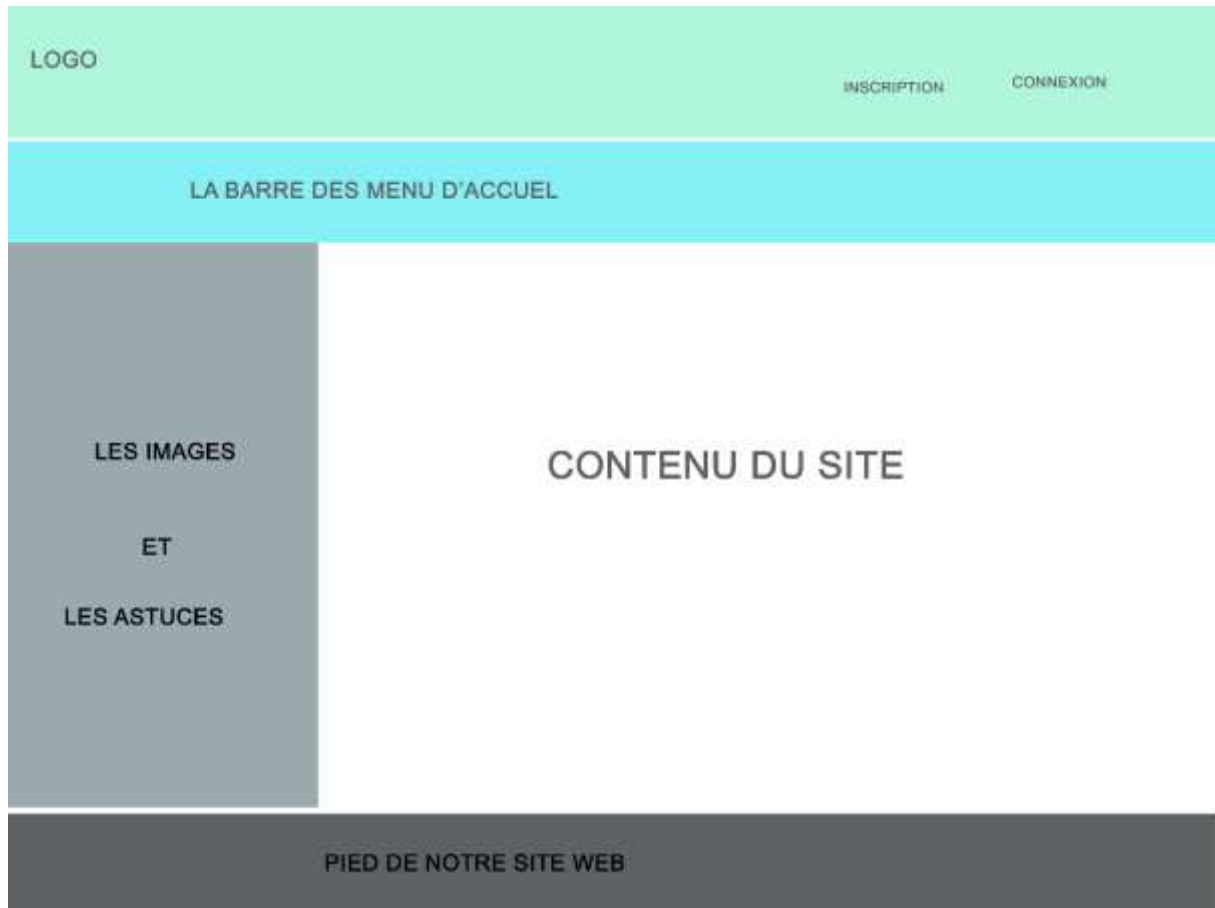 LOGO
INSCRIPTION
CONNEXION
LA BARRE DES MENU D'ACCUEL
LES IMAGES
CONTENU DU SITE
ET
LES ASTUCES
PIED DE NOTRE SITE WEB